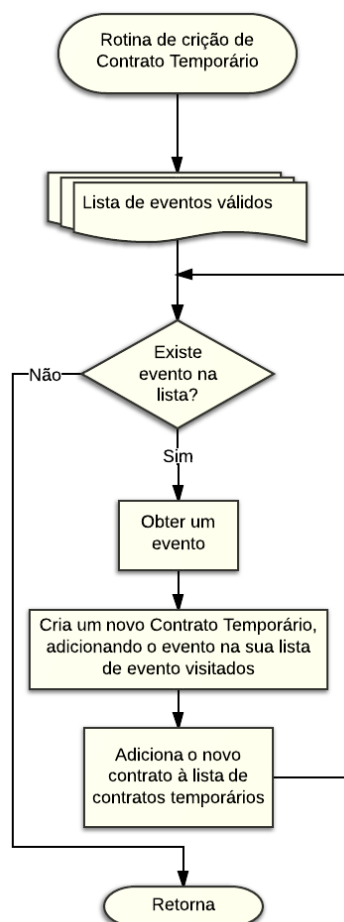 Rotina de crição de
Contrato Temporário
Lista de eventos válidos
Existe
evento na
lista?
Não
Sim
Obter um
evento
Cria um novo Contrato Temporário,
adicionando o evento na sua lista
de evento visitados
Adiciona o novo
contrato à lista de
contratos temporários
Retorna